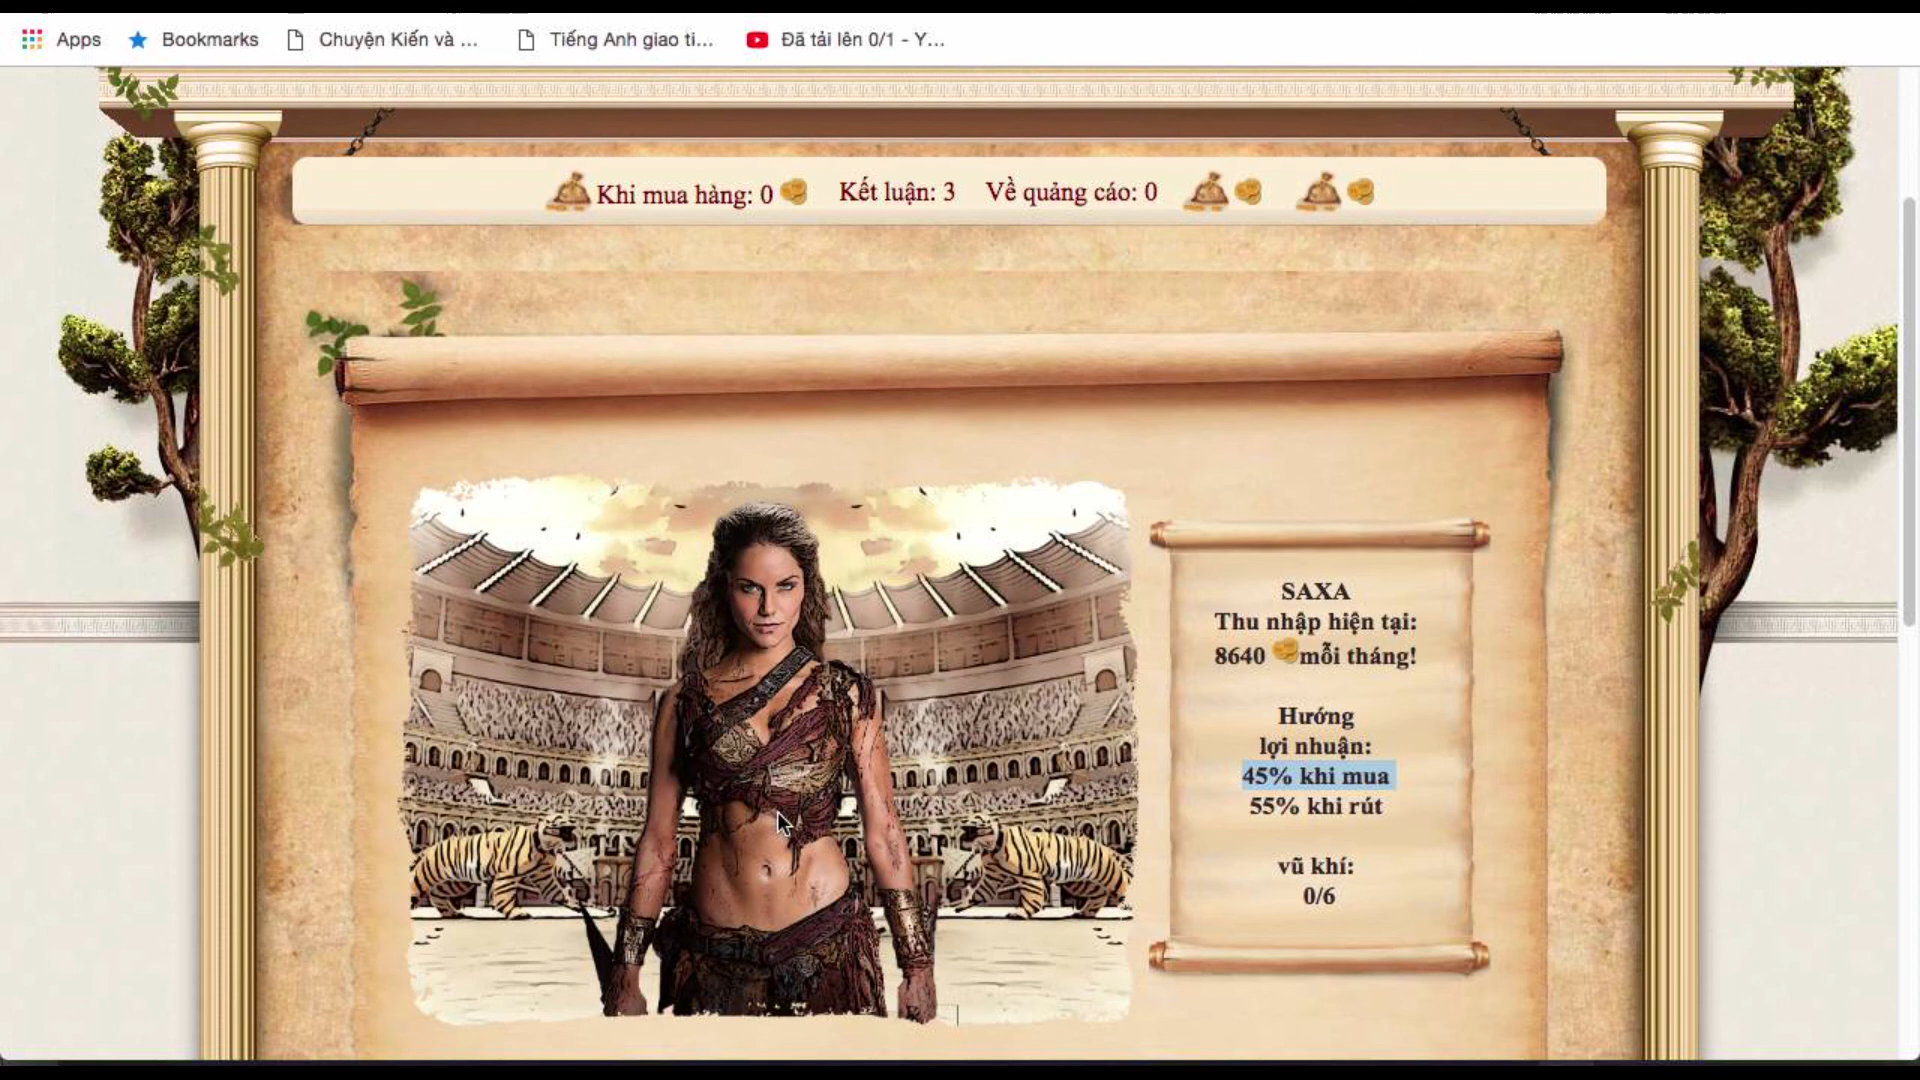 Apps Bookmarks Chuyện Kiến và ... Tiếng Anh giao ti... Đã tải lên 0/1 - Y...
Khi mua hàng: 0 Kết luận: 3 Về quảng cáo: 0
SAXA
Thu nhập hiện tại:
8640 mỗi tháng!
Hướng
lợi nhuận:
45% khi mua
55% khi rút
vũ khí:
0/6